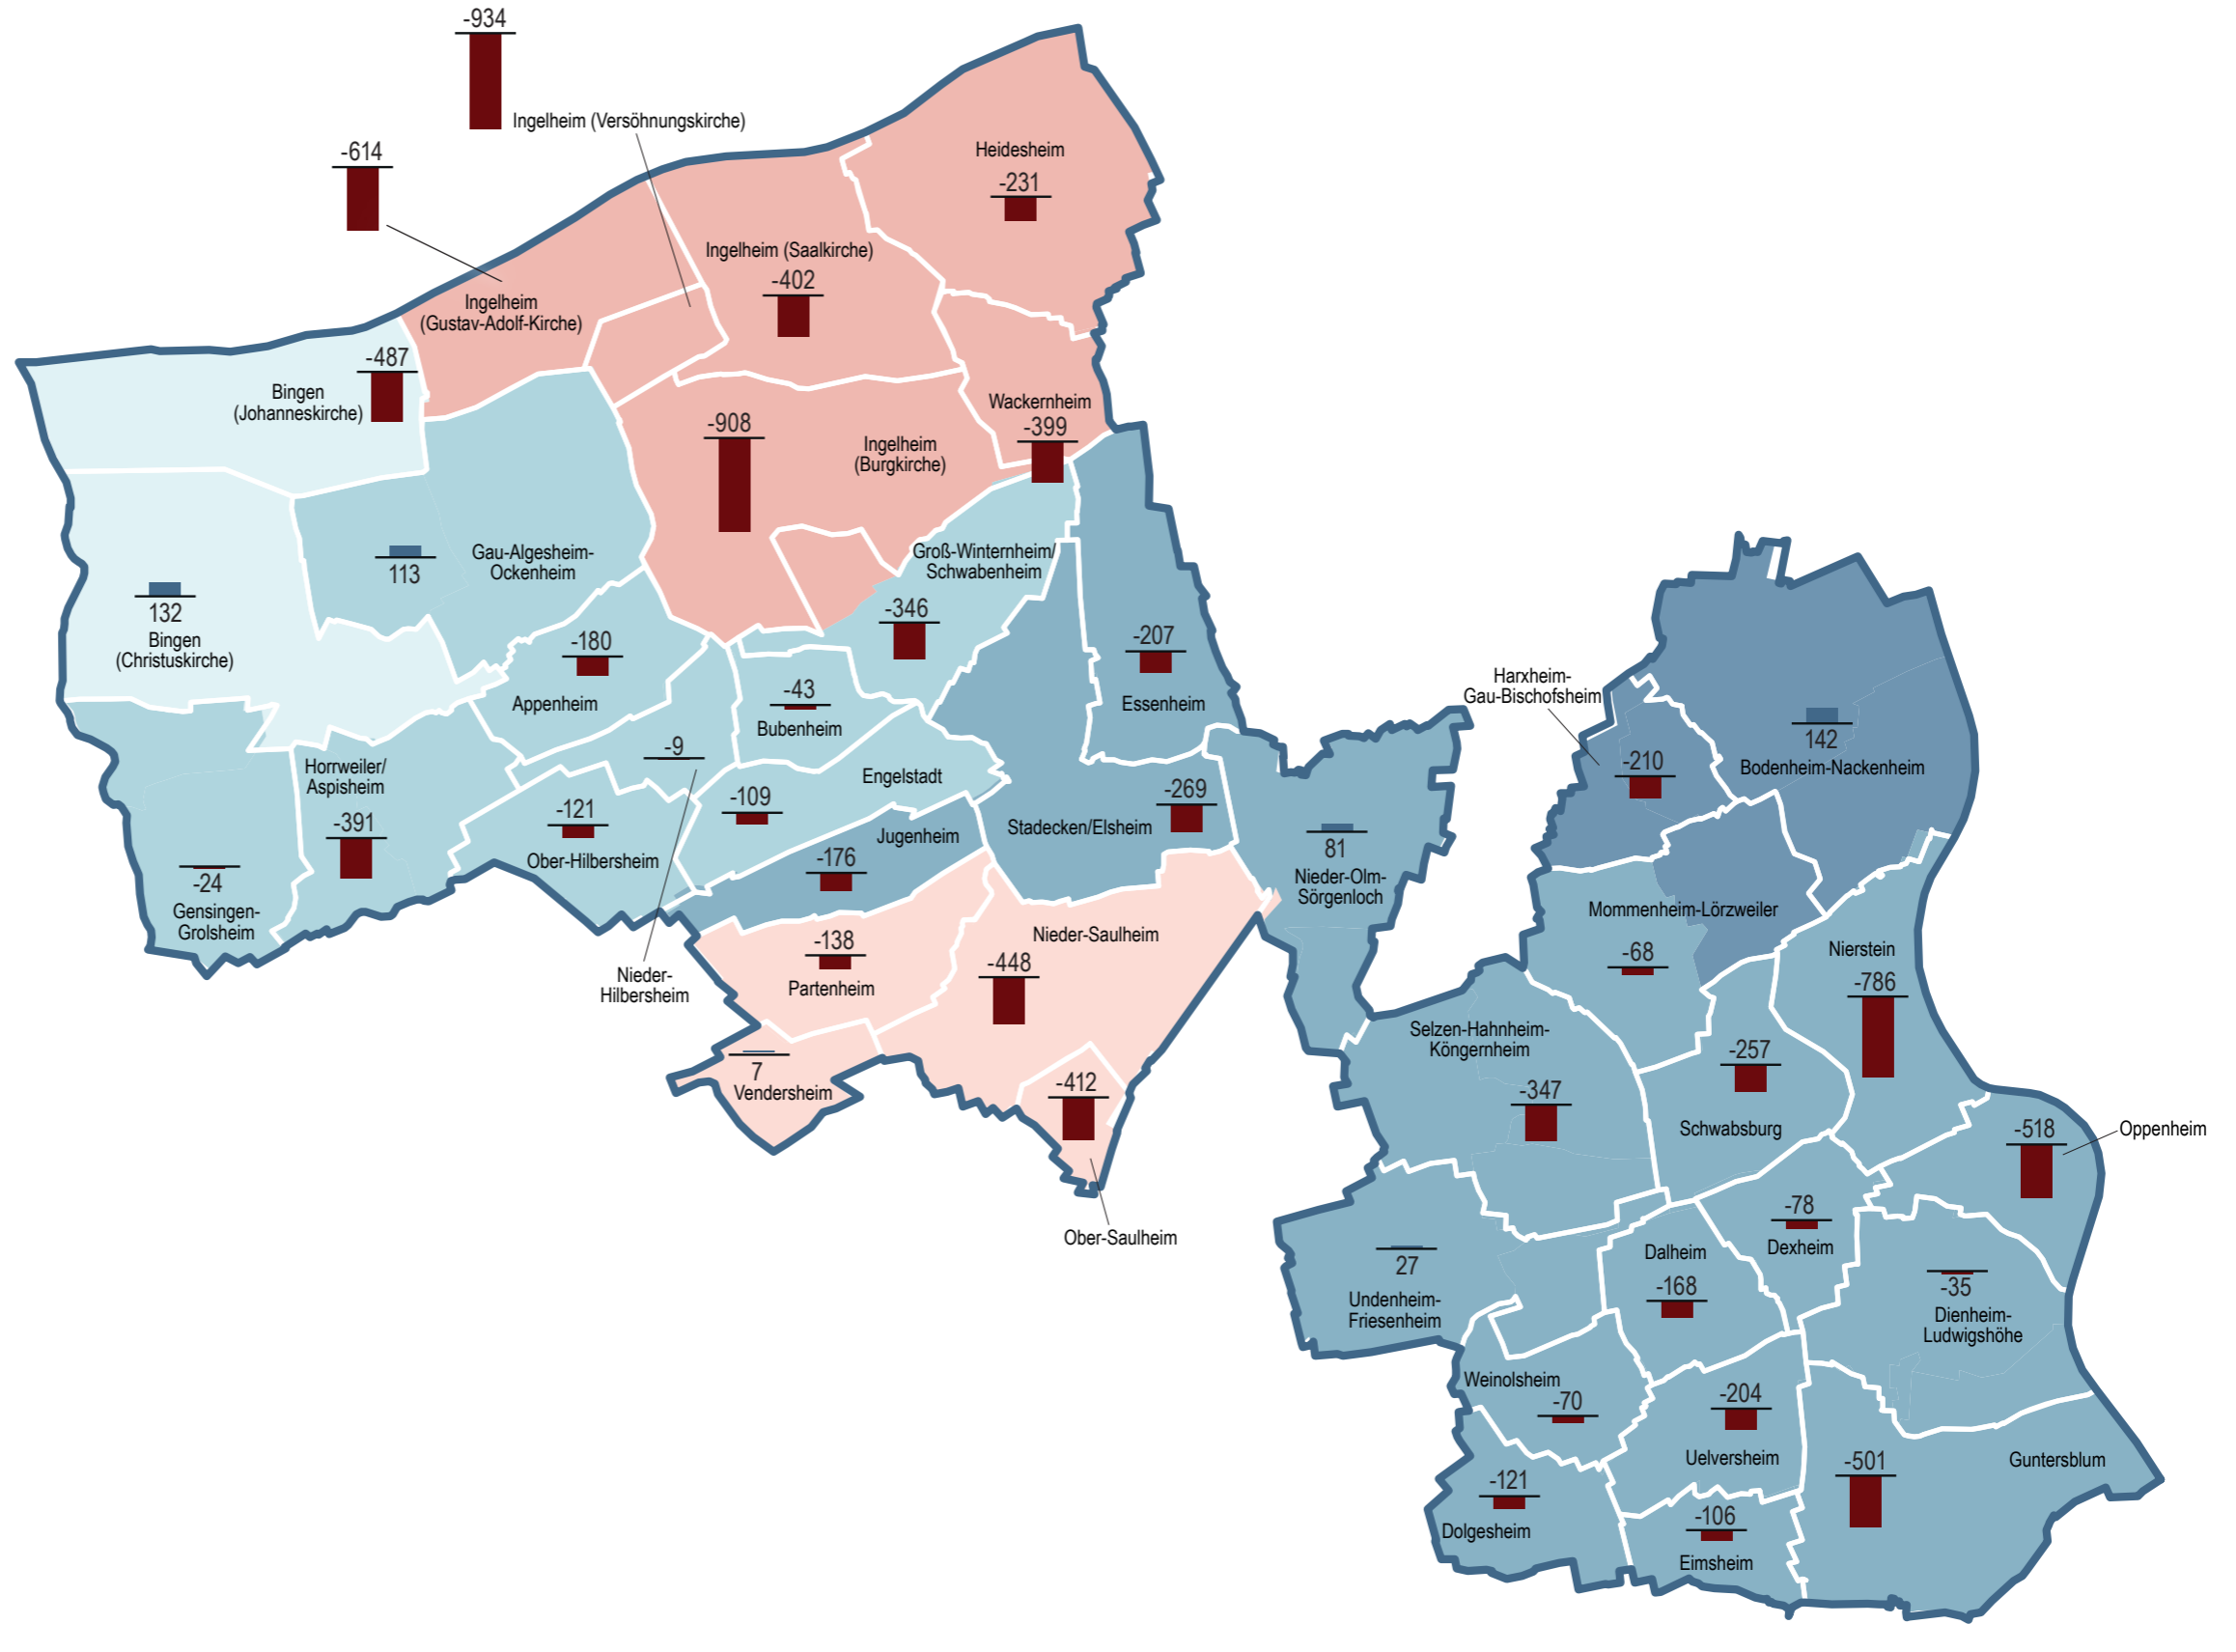 -934
Ingelheim (Versöhnungskirche)
-614
Heidesheim
-231
Ingelheim (Saalkirche)
-402
Ingelheim
(Gustav-Adolf-Kirche)
-487
Bingen
(Johanneskirche)
Wackernheim
-399
-908
Ingelheim
(Burgkirche)
113
Gau-Algesheim-
Ockenheim
Groß-Winternheim/
Schwabenheim
-346
132
Bingen
(Christuskirche)
-180
Appenheim
-43
Bubenheim
-207
Essenheim
-9
Horrweiler/
Aspisheim
-391
-121
Ober-Hilbersheim
-109
Engelstadt
Jugenheim
-176
-269
Stadecken/Elsheim
81
Nieder-Olm-
Sörgenloch
-24
Gensingen-
Grolsheim
Nieder-
Hilbersheim
-138
Partenheim
Nieder-Saulheim
-448
7
Vendersheim
-412
Ober-Saulheim
Harxheim-
Gau-Bischofsheim
-210
142
Bodenheim-Nackenheim
Mommenheim-Lörzweiler
-68
Nierstein
-786
Selzen-Hahnheim-
Köngernheim
-347
-257
Schwabsburg
-518
Oppenheim
-78
Dexheim
27
Undenheim-
Friesenheim
Dalheim
-168
-35
Dienheim-
Ludwigshöhe
Weinolsheim
-70
-204
Uelversheim
-501
Guntersblum
-121
Dolgesheim
-106
Eimsheim